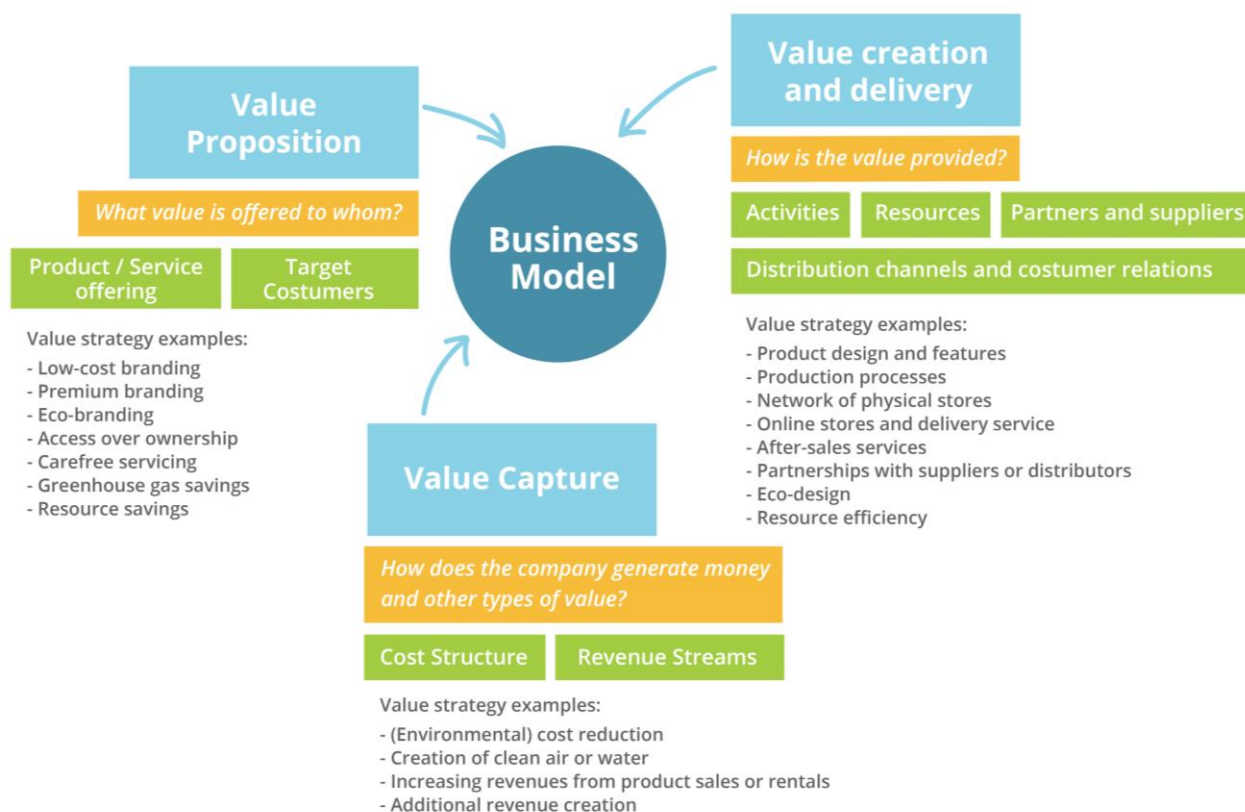 Value
Proposition
What value is offered to whom?
Product / Service
offering
Target
Costumers
Value strategy examples:
- Low-cost branding
- Premium branding
- Eco-branding
- Access over ownership
- Carefree servicing
- Greenhouse gas savings
- Resource savings
Business
Model
Value creation
and delivery
How is the value provided?
Activities
Resources
Partners and suppliers
Distribution channels and costumer relations
Value strategy examples:
- Product design and features
- Production processes
- Network of physical stores
- Online stores and delivery service
- After-sales services
- Partnerships with suppliers or distributors
- Eco-design
- Resource efficiency
Value Capture
How does the company generate money
and other types of value?
Cost Structure
Revenue Streams
Value strategy examples:
- (Environmental) cost reduction
- Creation of clean air or water
- Increasing revenues from product sales or rentals
- Additional revenue creation